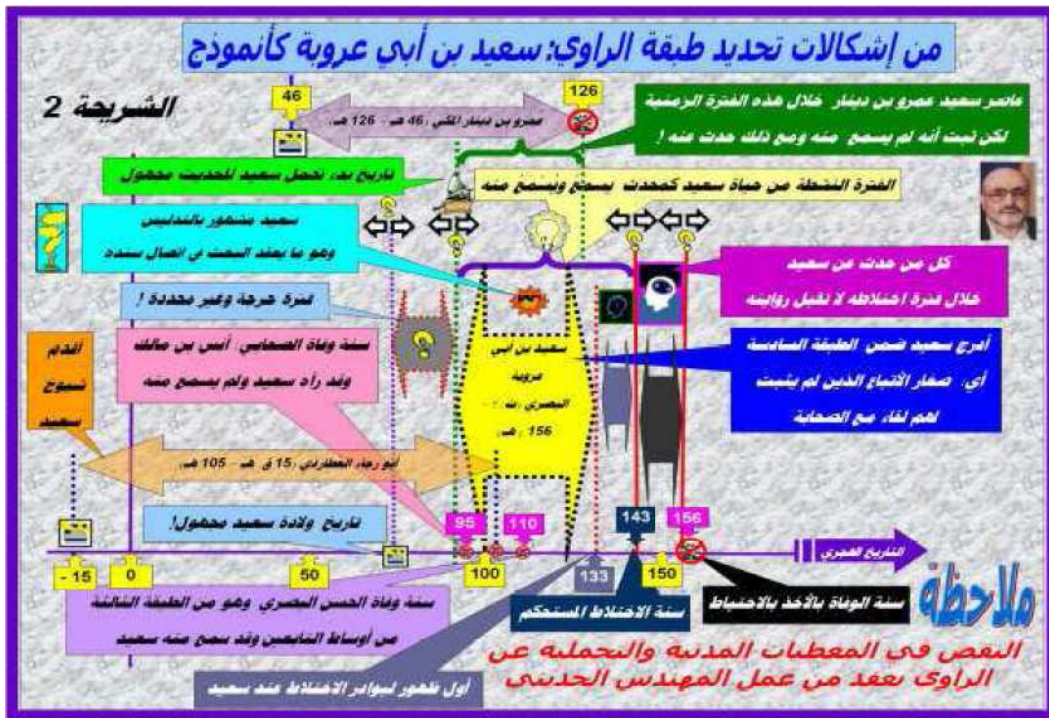 من إشكالات تحديد طبقة الراوي: سعيد بن أبي عروبة كأنموذج
الشريحة 2
46
126
عمرو بن دينار المكي (46 هـ - 126 هـ)
عاصر سعيد عمرو بن دينار خلال هذه الفترة الزمنية
لكن ثبت أنه لم يسمع منه ومع ذلك حدث عنه !
تاريخ بدء تحمل سعيد للحديث مجهول
الفترة النشطة من حياة سعيد كمحدث يسمع ويسمع منه
سعيد مشهور بالتدليس
وهو ما يعقد البحث في اتصال سنده
كل من حدث عن سعيد
خلال فترة اختلاطه لا تقبل روايته
فترة حرجة وغير محددة !
سنة وفاة الصحابي: أنس بن مالك
وقد رآه سعيد ولم يسمع منه
أقدم
شيوخ
سعيد
سعيد بن أبي
عروبة
البصري (ت: ؟ -
156 هـ)
أدرج سعيد ضمن الطبقة السادسة
أي: صغار الأتباع الذين لم يثبت
لهم لقاء مع الصحابة
أبو رجاء العطاردي (15 ق هـ - 105 هـ)
تاريخ ولادة سعيد مجهول!
95
110
143
156
التاريخ الهجري
- 15
0
50
100
133
150
سنة وفاة الحسن البصري وهو من الطبقة الثالثة
من أوساط التابعين وقد سمع منه سعيد
سنة الاختلاط المستحكم
سنة الوفاة بالأخذ بالاحتياط
ملاحظة
أول ظهور لبوادر الاختلاط عند سعيد
النقص في المعطيات المدنية والتحملية عن
الراوي يعقد من عمل المهندس الحديثي